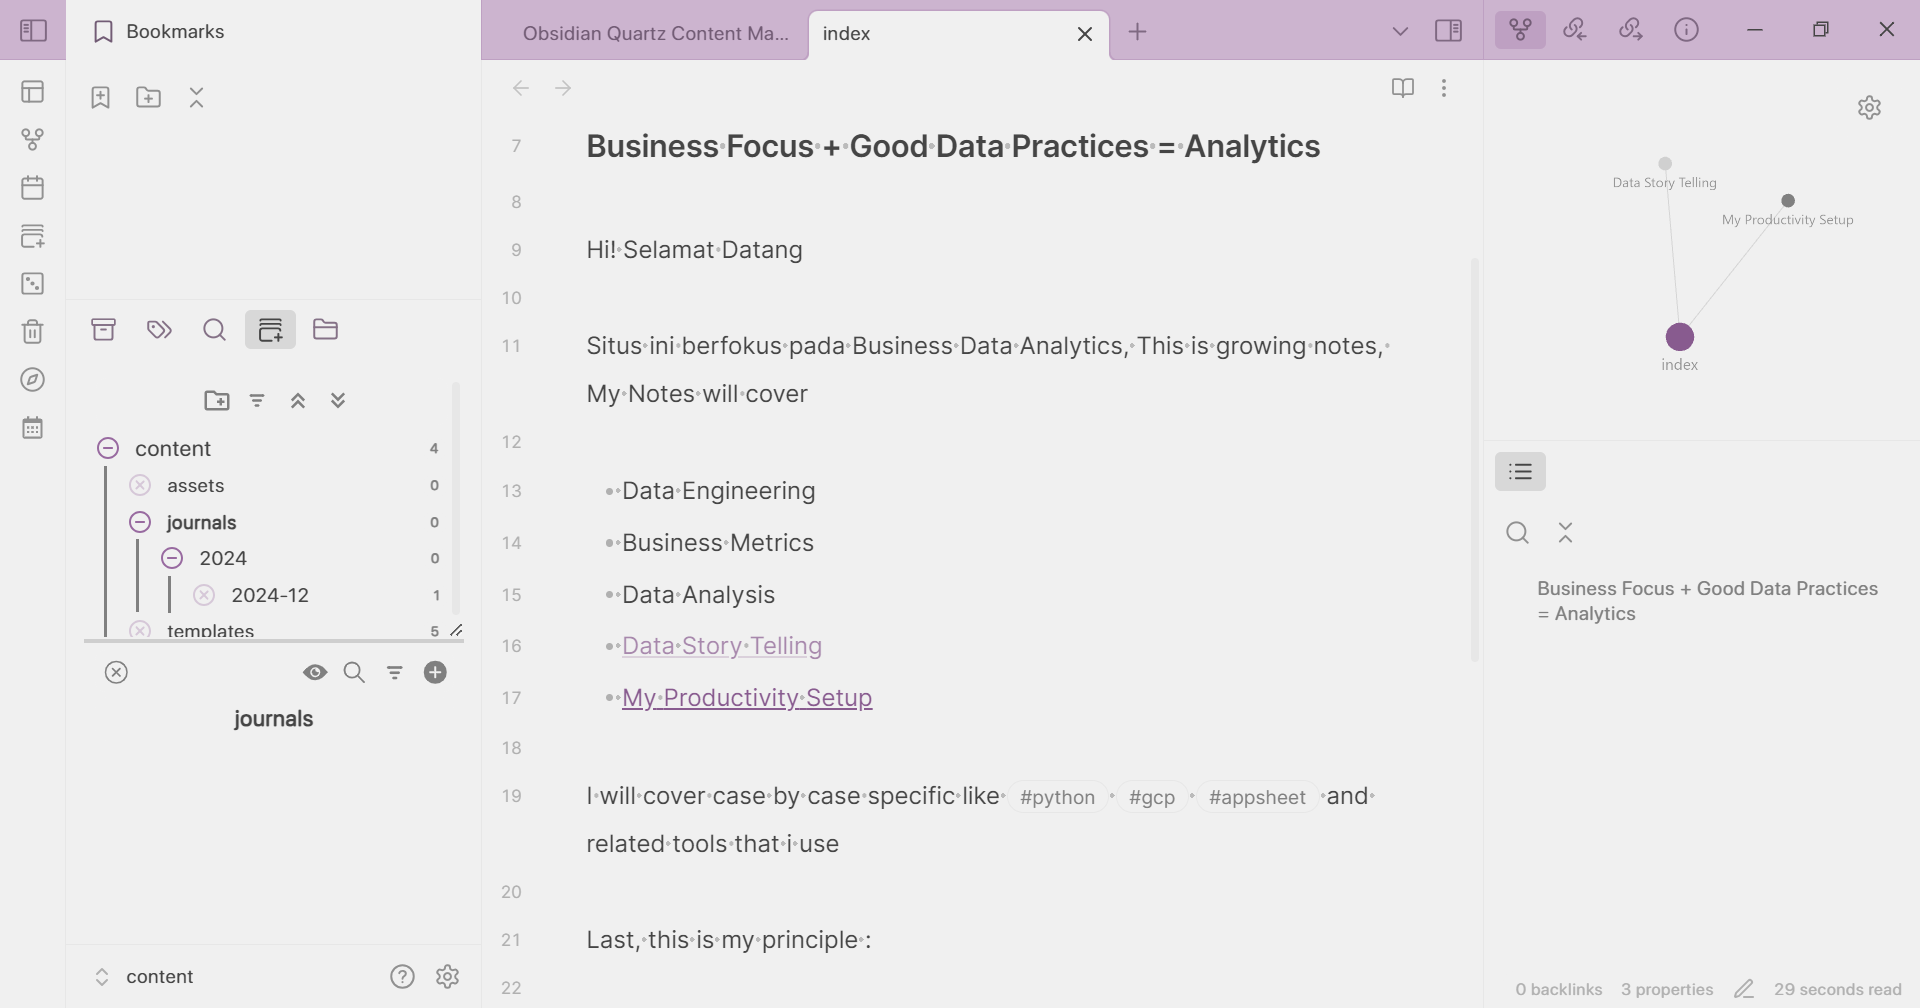 Bookmarks
Obsidian Quartz Content Ma...
index
content 4
assets 0
journals 0
2024 0
2024-12 1
templates 5
journals
content
7 Business Focus + Good Data Practices = Analytics
8
9 Hi! Selamat Datang
10
11 Situs ini berfokus pada Business Data Analytics, This is growing notes,
My Notes will cover
12
13 Data Engineering
14 Business Metrics
15 Data Analysis
16 Data Story Telling
17 My Productivity Setup
18
19 I will cover case by case specific like #python #gcp #appsheet and
related tools that i use
20
21 Last, this is my principle :
22
Data Story Telling
My Productivity Setup
index
Business Focus + Good Data Practices
= Analytics
0 backlinks 3 properties 29 seconds read